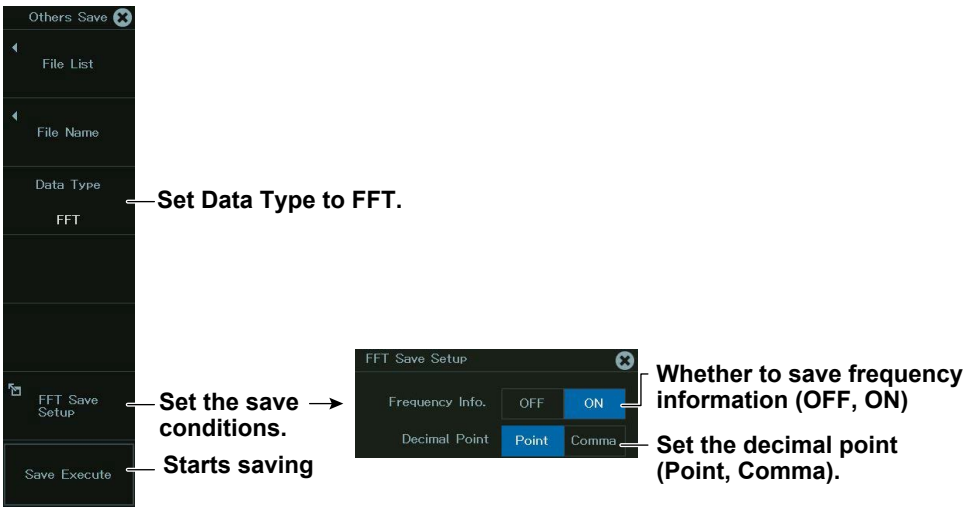 Others Save
File List
File Name
Data Type
FFT
Set Data Type to FFT.
FFT Save
Setup
Set the save
conditions.
Save Execute
Starts saving
FFT Save Setup
Frequency Info. OFF ON
Decimal Point Point Comma
Whether to save frequency
information (OFF, ON)
Set the decimal point
(Point, Comma).